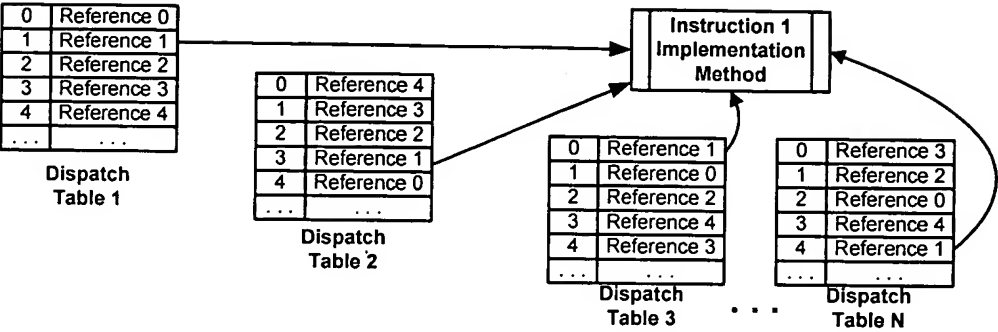 0 Reference 0
1 Reference 1
2 Reference 2
3 Reference 3
4 Reference 4
. . . . . .
Dispatch
Table 1
0 Reference 4
1 Reference 3
2 Reference 2
3 Reference 1
4 Reference 0
. . . . . .
Dispatch
Table 2
Instruction 1
Implementation
Method
0 Reference 1
1 Reference 0
2 Reference 2
3 Reference 4
4 Reference 3
. . . . . .
Dispatch
Table 3
. . .
0 Reference 3
1 Reference 2
2 Reference 0
3 Reference 4
4 Reference 1
. . . . . .
Dispatch
Table N